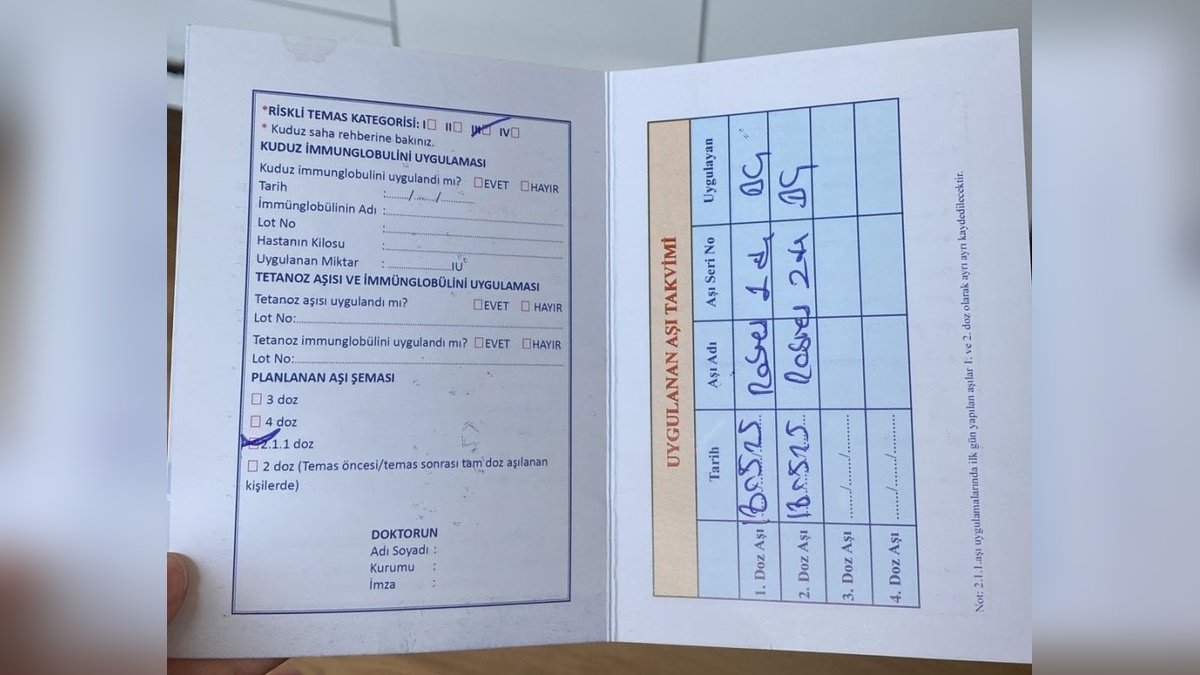 *RİSKLİ TEMAS KATEGORİSİ: I□ II□ III□ IV□
* Kuduz saha rehberine bakınız.
KUDUZ İMMUNGLOBULİNİ UYGULAMASI
Kuduz immunglobulini uygulandı mı? □EVET □HAYIR
Tarih :......./......./..........
İmmünglobülinin Adı :
Lot No :
Hastanın Kilosu :
Uygulanan Miktar :....................IU
TETANOZ AŞISI VE İMMÜNGLOBÜLİNİ UYGULAMASI
Tetanoz aşısı uygulandı mı? □EVET □ HAYIR
Lot No:
Tetanoz immunglobülini uygulandı mı? □EVET □HAYIR
Lot No:
PLANLANAN AŞI ŞEMASI
□ 3 doz
□ 4 doz
□ 2.1.1 doz
□ 2 doz (Temas öncesi/temas sonrası tam doz aşılanan
kişilerde)
DOKTORUN
Adı Soyadı :
Kurumu :
İmza :
UYGULANAN AŞI TAKVİMİ
Tarih Aşı Adı Aşı Seri No Uygulayan
1. Doz Aşı
2. Doz Aşı
3. Doz Aşı ......./......./..........
4. Doz Aşı ......./......./..........
Not: 2.1.1.aşı uygulamalarında ilk gün yapılan aşılar 1. ve 2. doz olarak ayrı ayrı kaydedilecektir.